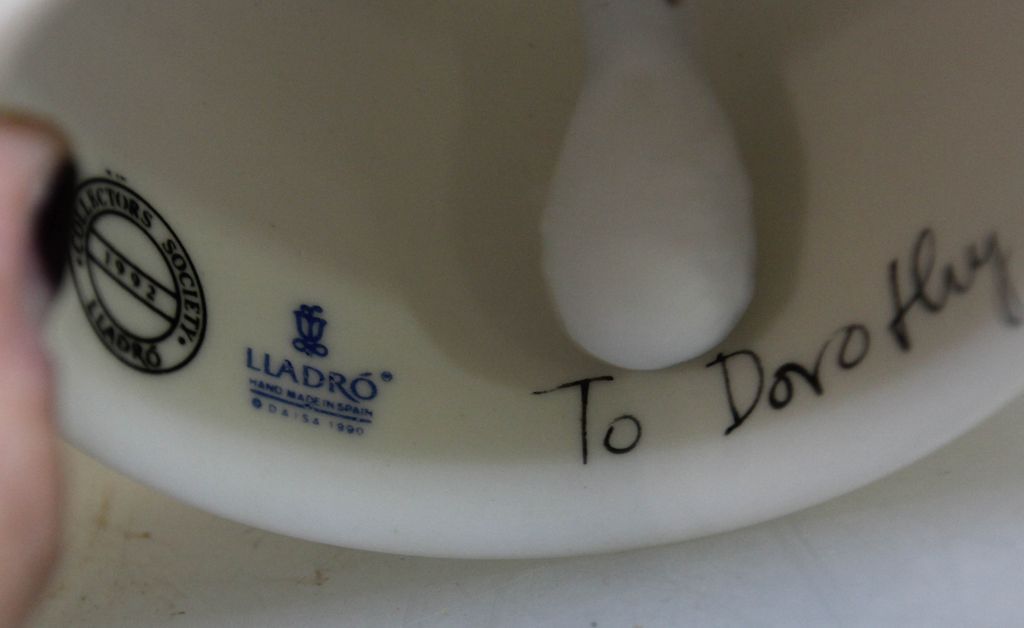 COLLECTORS SOCIETY
1992
LLADRÓ
LLADRÓ®
HAND MADE IN SPAIN
© DAISA 1990
To Dorothy